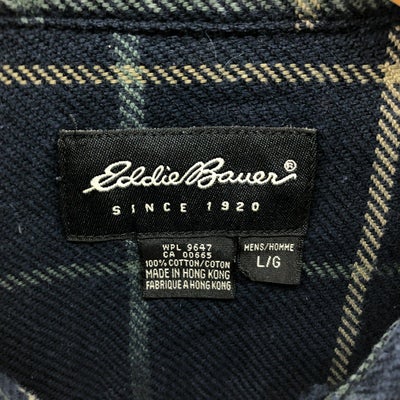 Eddie Bauer®
SINCE 1920
WPL 9647
CA 00665
100% COTTON/COTON
MADE IN HONG KONG
FABRIQUE A HONG KONG
MENS/HOMME
L/G